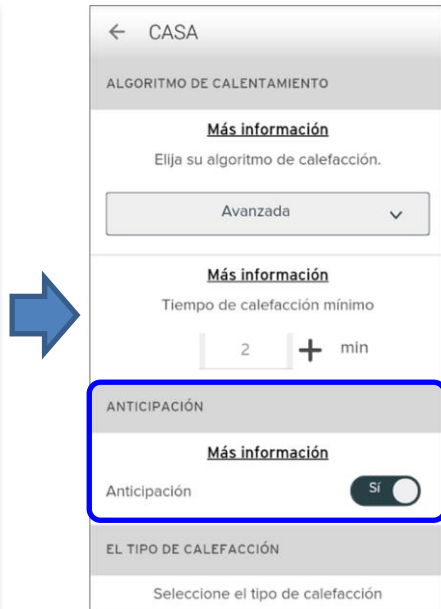 CASA
ALGORITMO DE CALENTAMIENTO
Más información
Elija su algoritmo de calefacción.
Avanzada
Más información
Tiempo de calefacción mínimo
2 + min
ANTICIPACIÓN
Más información
Anticipación Sí
EL TIPO DE CALEFACCIÓN
Seleccione el tipo de calefacción